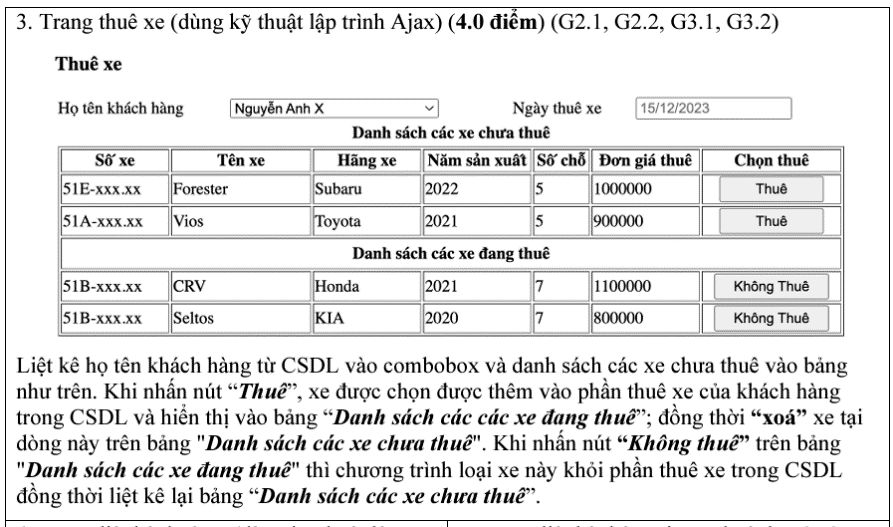 3. Trang thuê xe (dùng kỹ thuật lập trình Ajax) (4.0 điểm) (G2.1, G2.2, G3.1, G3.2)
Thuê xe
Họ tên khách hàng Nguyễn Anh X Ngày thuê xe 15/12/2023
Danh sách các xe chưa thuê
Số xe Tên xe Hãng xe Năm sản xuất Số chỗ Đơn giá thuê Chọn thuê
51E-xxx.xx Forester Subaru 2022 5 1000000 Thuê
51A-xxx.xx Vios Toyota 2021 5 900000 Thuê
Danh sách các xe đang thuê
51B-xxx.xx CRV Honda 2021 7 1100000 Không Thuê
51B-xxx.xx Seltos KIA 2020 7 800000 Không Thuê
Liệt kê họ tên khách hàng từ CSDL vào combobox và danh sách các xe chưa thuê vào bảng
như trên. Khi nhấn nút “Thuê”, xe được chọn được thêm vào phần thuê xe của khách hàng
trong CSDL và hiển thị vào bảng “Danh sách các các xe đang thuê”; đồng thời “xoá” xe tại
dòng này trên bảng "Danh sách các xe chưa thuê". Khi nhấn nút “Không thuê” trên bảng
"Danh sách các xe đang thuê" thì chương trình loại xe này khỏi phần thuê xe trong CSDL
đồng thời liệt kê lại bảng “Danh sách các xe chưa thuê”.